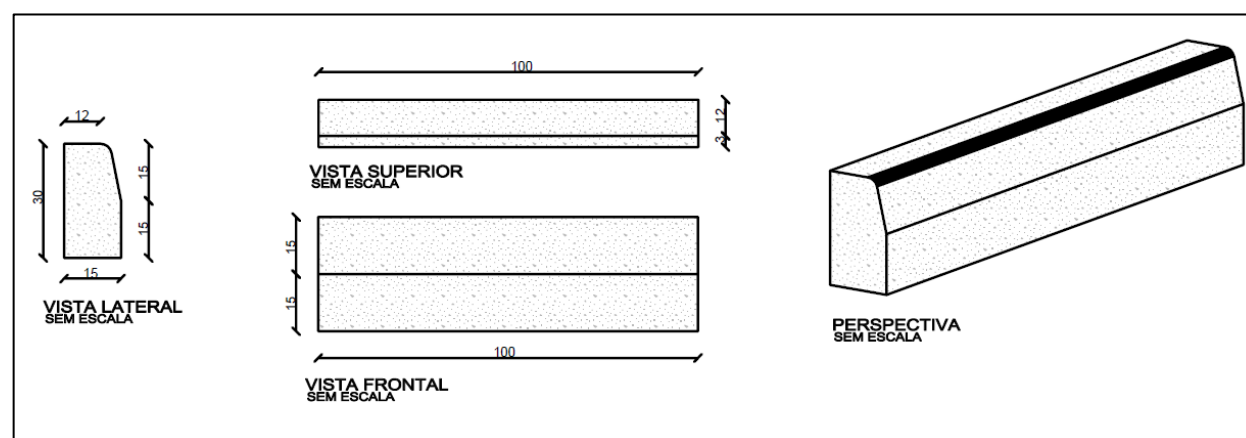 12
30
15
15
15
VISTA LATERAL
SEM ESCALA
100
12
3
VISTA SUPERIOR
SEM ESCALA
15
15
100
VISTA FRONTAL
SEM ESCALA
PERSPECTIVA
SEM ESCALA